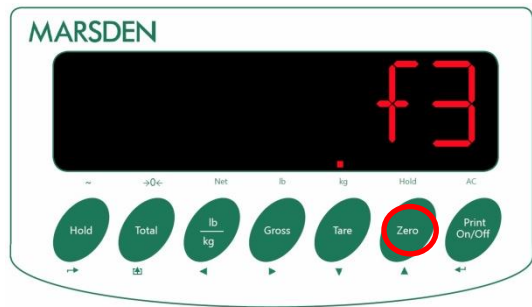 MARSDEN
f3
~ →0← Net lb kg Hold AC
Hold Total lb/kg Gross Tare Zero Print On/Off